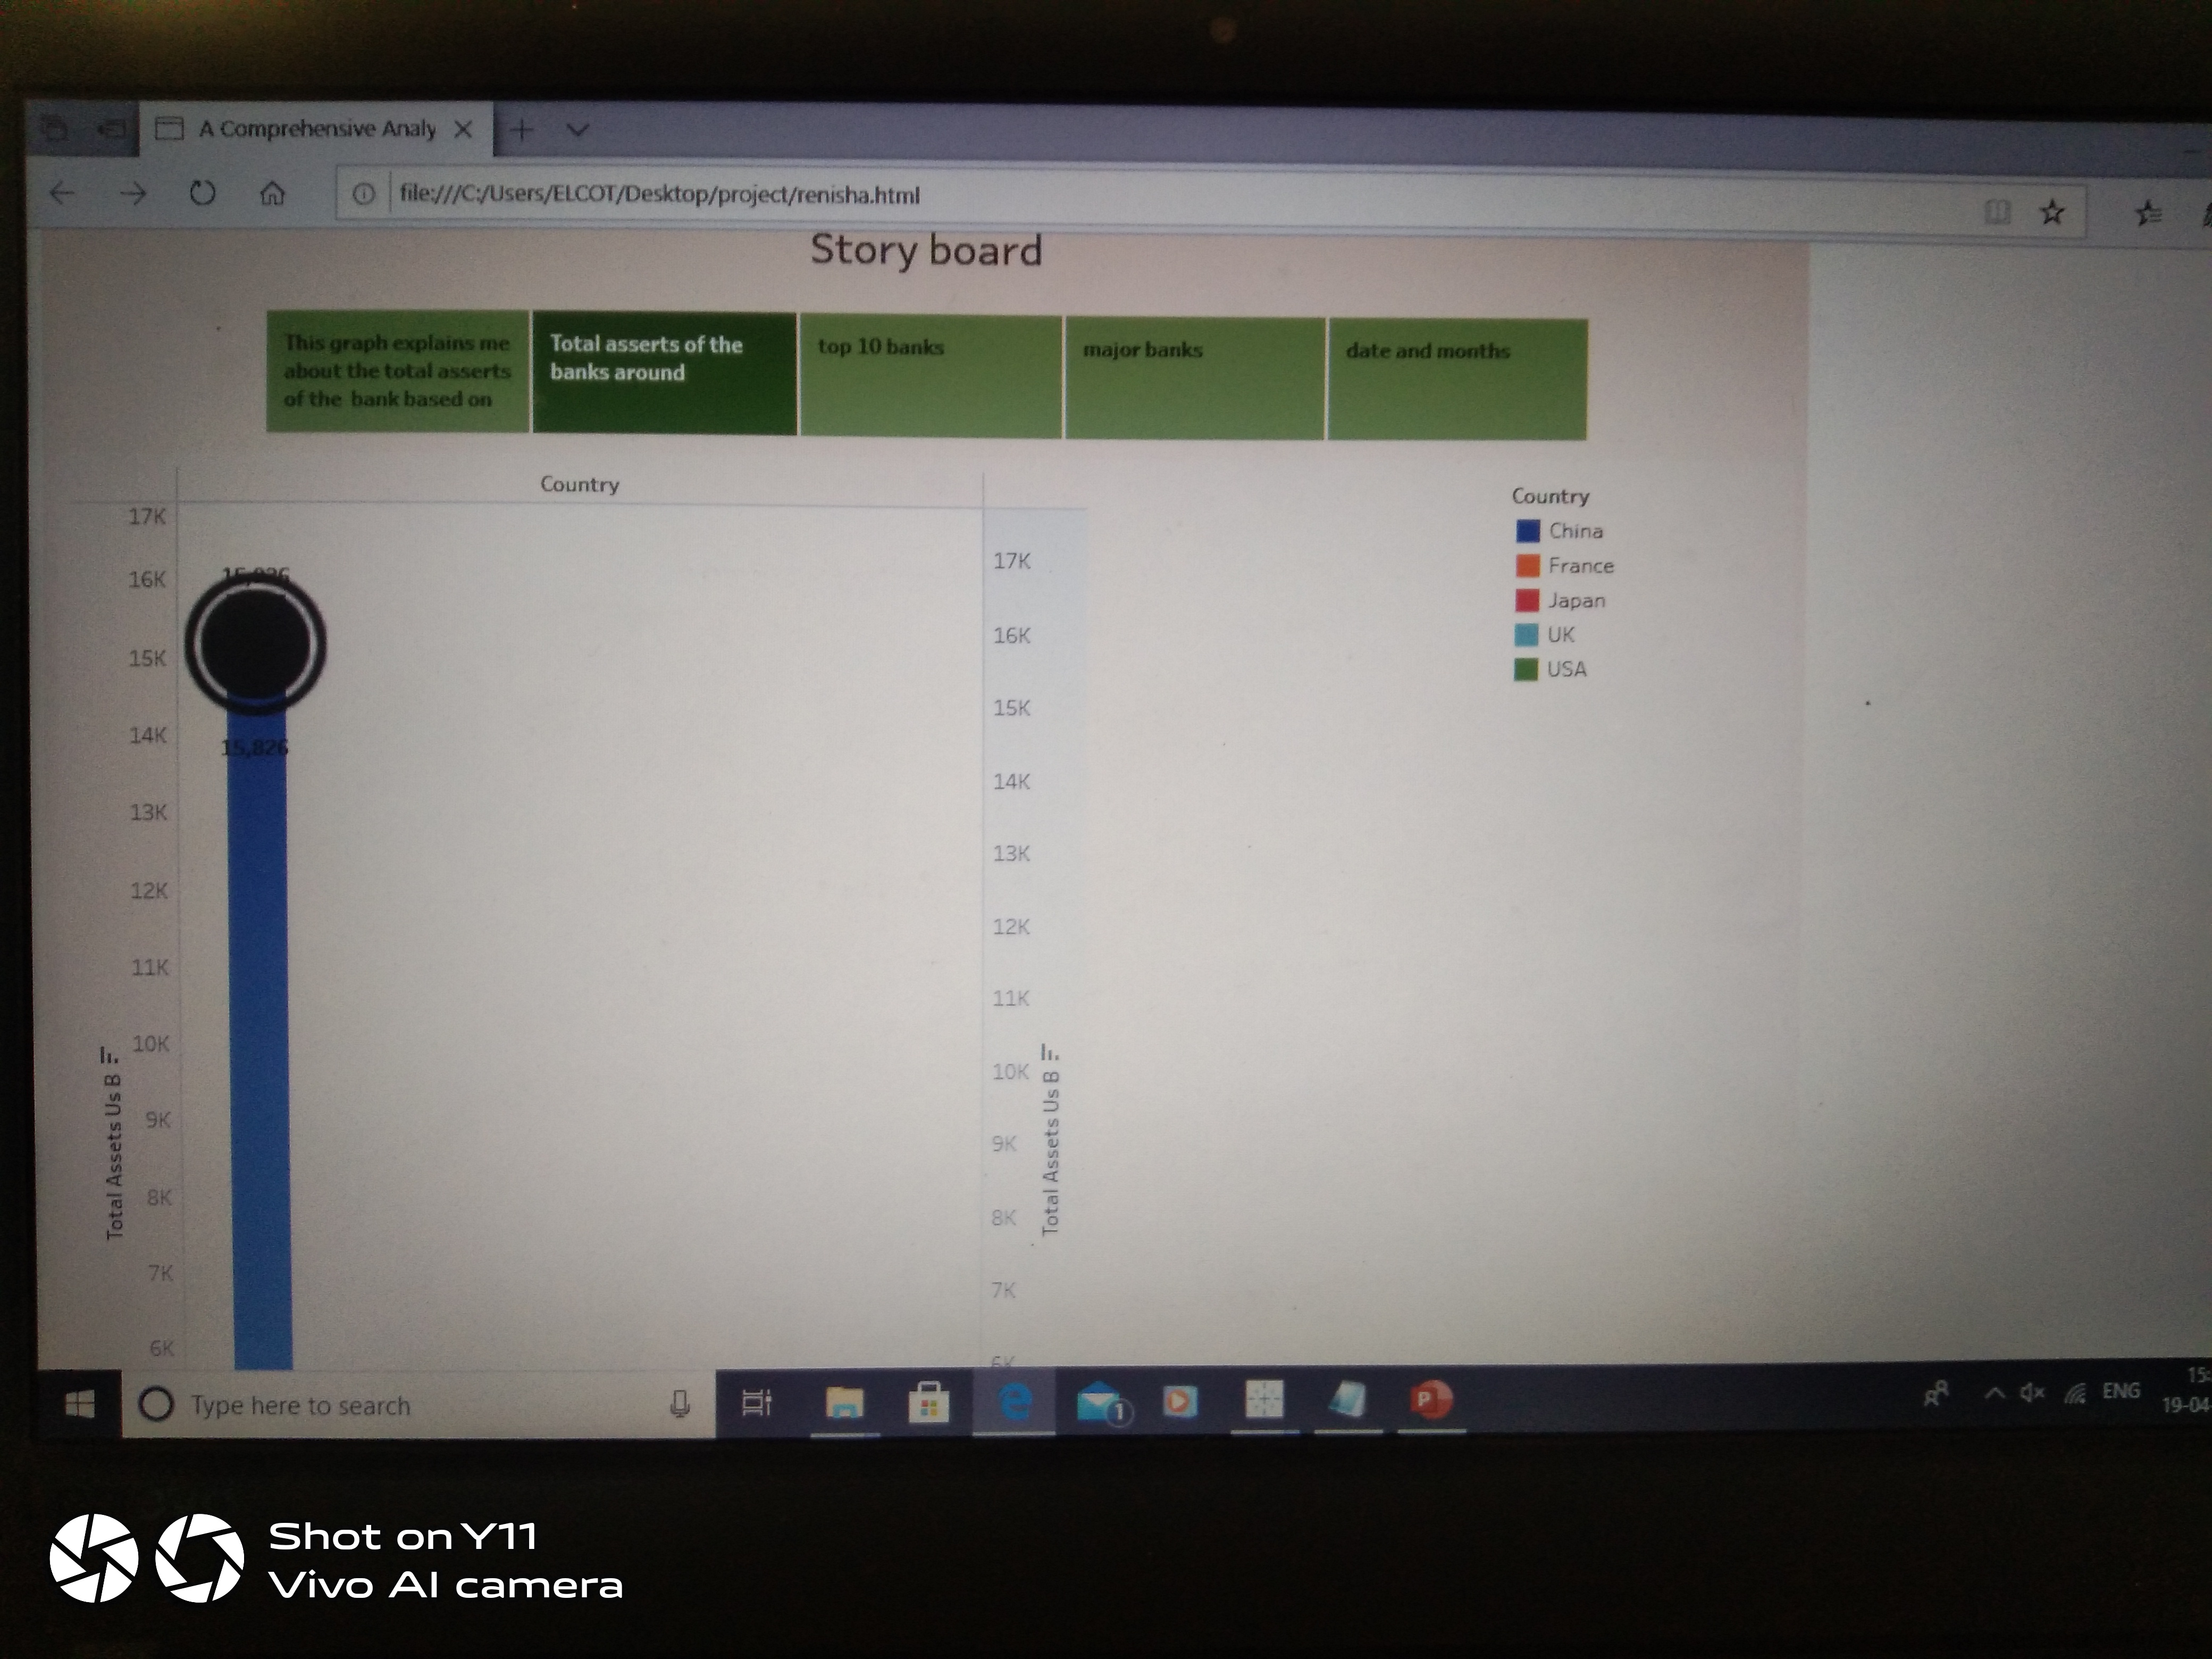 A Comprehensive Analy
file:///C:/Users/ELCOT/Desktop/project/renisha.html
Story board
This graph explains me
about the total asserts
of the bank based on
Total asserts of the
banks around
top 10 banks
major banks
date and months
Country
17K
16K
15K
14K
13K
12K
11K
10K
9K
8K
7K
6K
Total Assets Us B
15,826
17K
16K
15K
14K
13K
12K
11K
10K
9K
8K
7K
6K
Total Assets Us B
Country
China
France
Japan
UK
USA
Type here to search
1
P
ENG
15:
19-04
Shot on Y11
Vivo AI camera